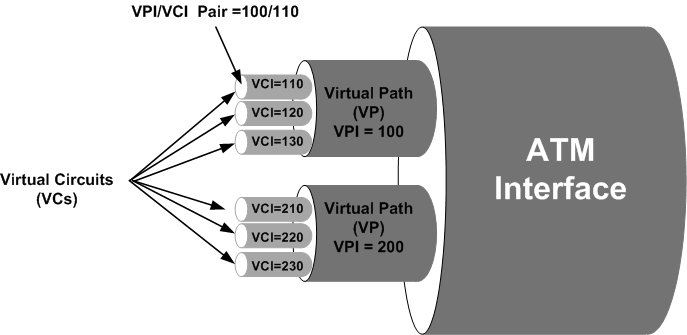 VPI/VCI Pair =100/110
VCI=110
VCI=120
VCI=130
Virtual Path
(VP)
VPI = 100
ATM
Interface
Virtual Circuits
(VCs)
VCI=210
VCI=220
VCI=230
Virtual Path
(VP)
VPI = 200